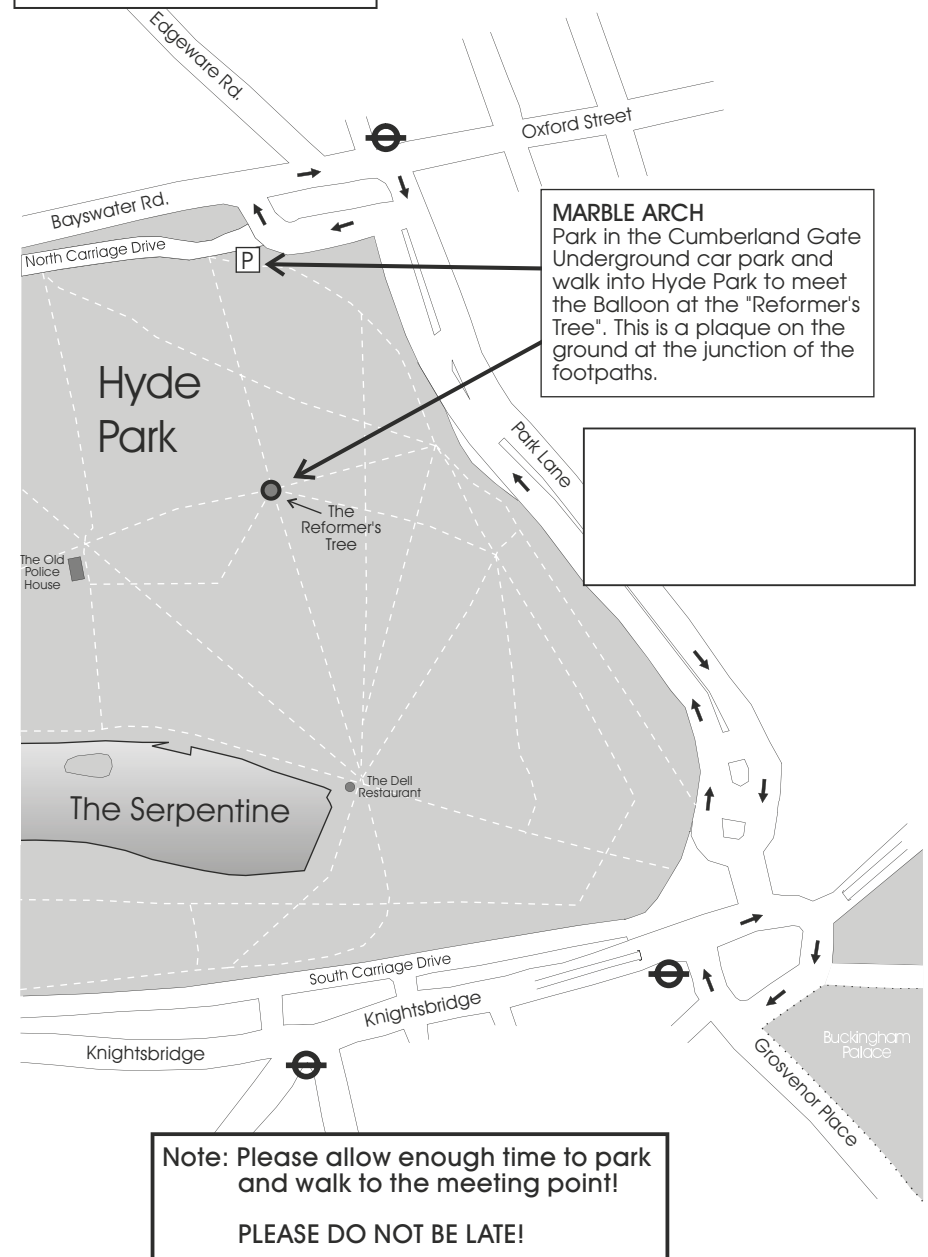 Edgeware Rd.
Oxford Street
Bayswater Rd.
North Carriage Drive
P
MARBLE ARCH
Park in the Cumberland Gate
Underground car park and
walk into Hyde Park to meet
the Balloon at the "Reformer's
Tree". This is a plaque on the
ground at the junction of the
footpaths.
Hyde
Park
Park Lane
The
Reformer's
Tree
The Old
Police
House
The Dell
Restaurant
The Serpentine
South Carriage Drive
Knightsbridge
Knightsbridge
Buckingham
Palace
Grosvenor Place
Note: Please allow enough time to park
and walk to the meeting point!
PLEASE DO NOT BE LATE!